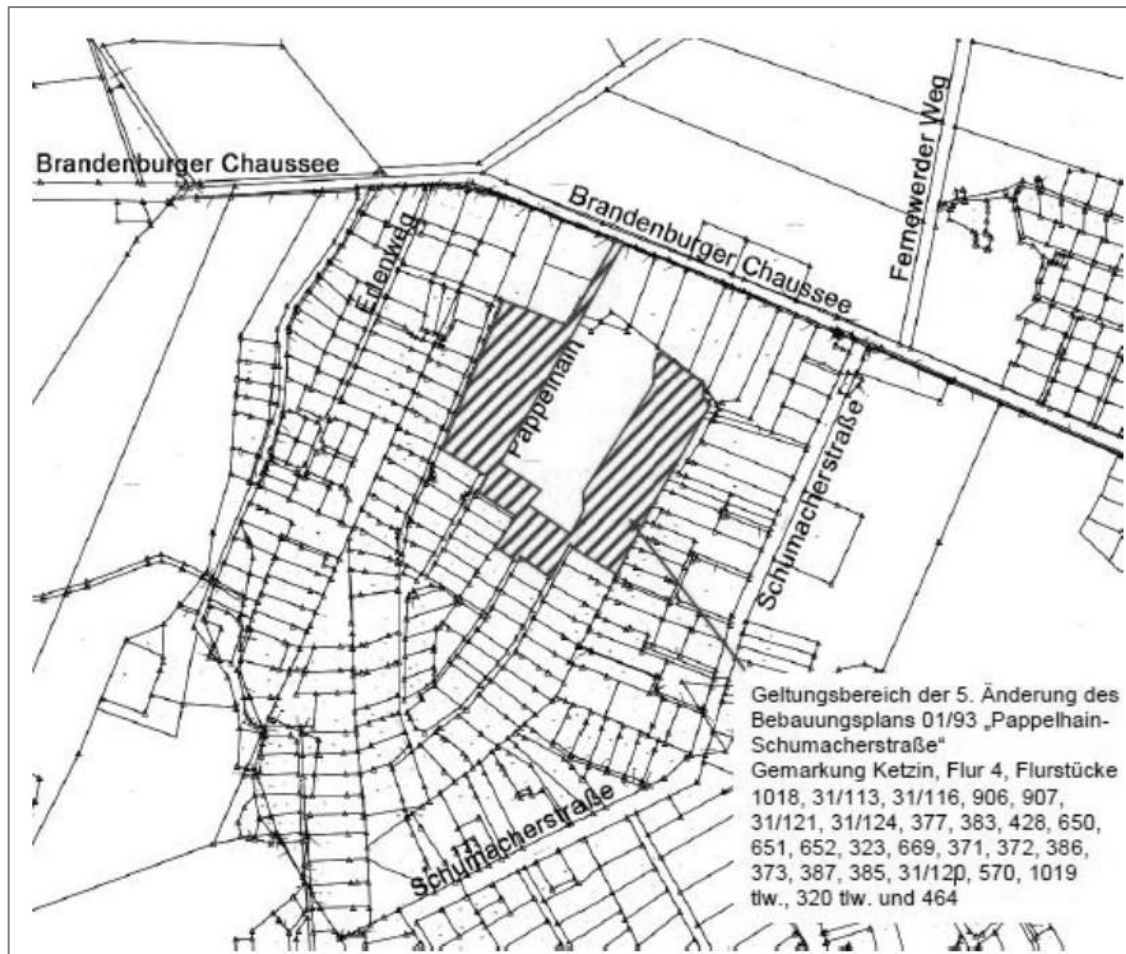 Brandenburger Chaussee
Brandenburger Chaussee
Fernewerder Weg
Erlenweg
Pappelhain
Schumacherstraße
Schumacherstraße
Geltungsbereich der 5. Änderung des
Bebauungsplans 01/93 „Pappelhain-
Schumacherstraße“
Gemarkung Ketzin, Flur 4, Flurstücke
1018, 31/113, 31/116, 906, 907,
31/121, 31/124, 377, 383, 428, 650,
651, 652, 323, 669, 371, 372, 386,
373, 387, 385, 31/120, 570, 1019
tlw., 320 tlw. und 464